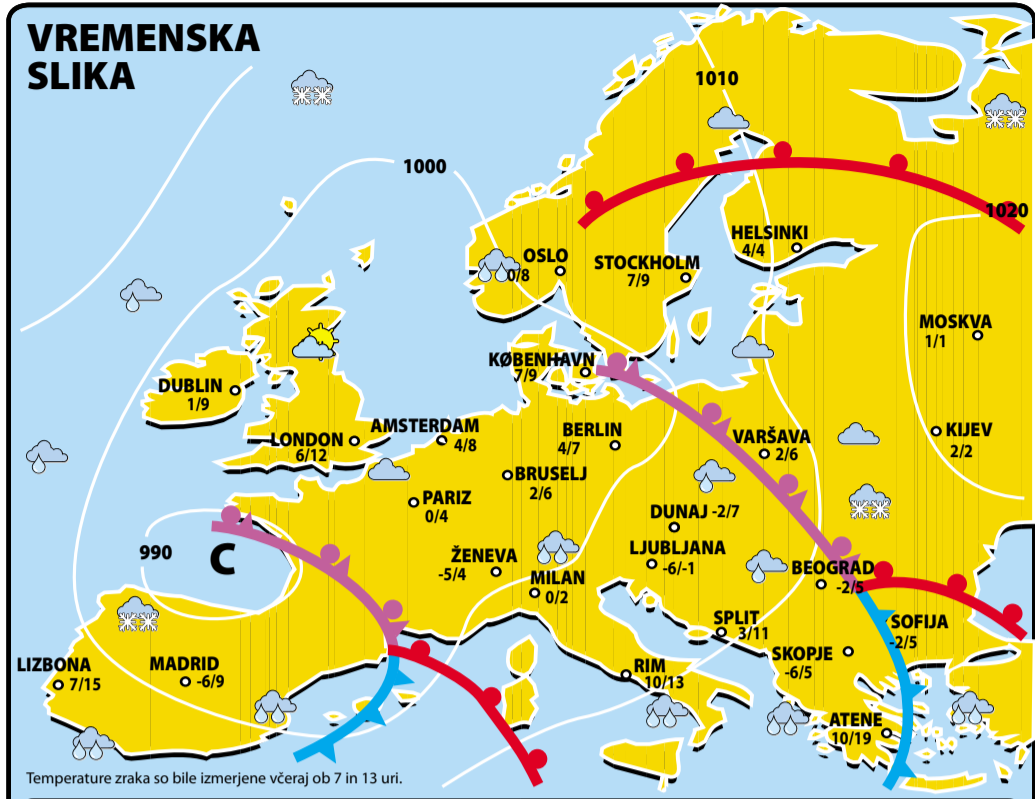 VREMENSKA
SLIKA
1010
1000
1020
HELSINKI
4/4
OSLO
0/8
STOCKHOLM
7/9
MOSKVA
1/1
KØBENHAVN
7/9
DUBLIN
1/9
AMSTERDAM
4/8
LONDON
6/12
BERLIN
4/7
VARŠAVA
2/6
KIJEV
2/2
BRUSELJ
2/6
PARIZ
0/4
DUNAJ -2/7
990
C
ŽENEVA
-5/4
LJUBLJANA
-6/-1
BEOGRAD
-2/5
MILAN
0/2
SPLIT
3/11
SOFIJA
-2/5
SKOPJE
-6/5
LIZBONA
7/15
MADRID
-6/9
RIM
10/13
ATENE
10/19
Temperature zraka so bile izmerjene včeraj ob 7 in 13 uri.